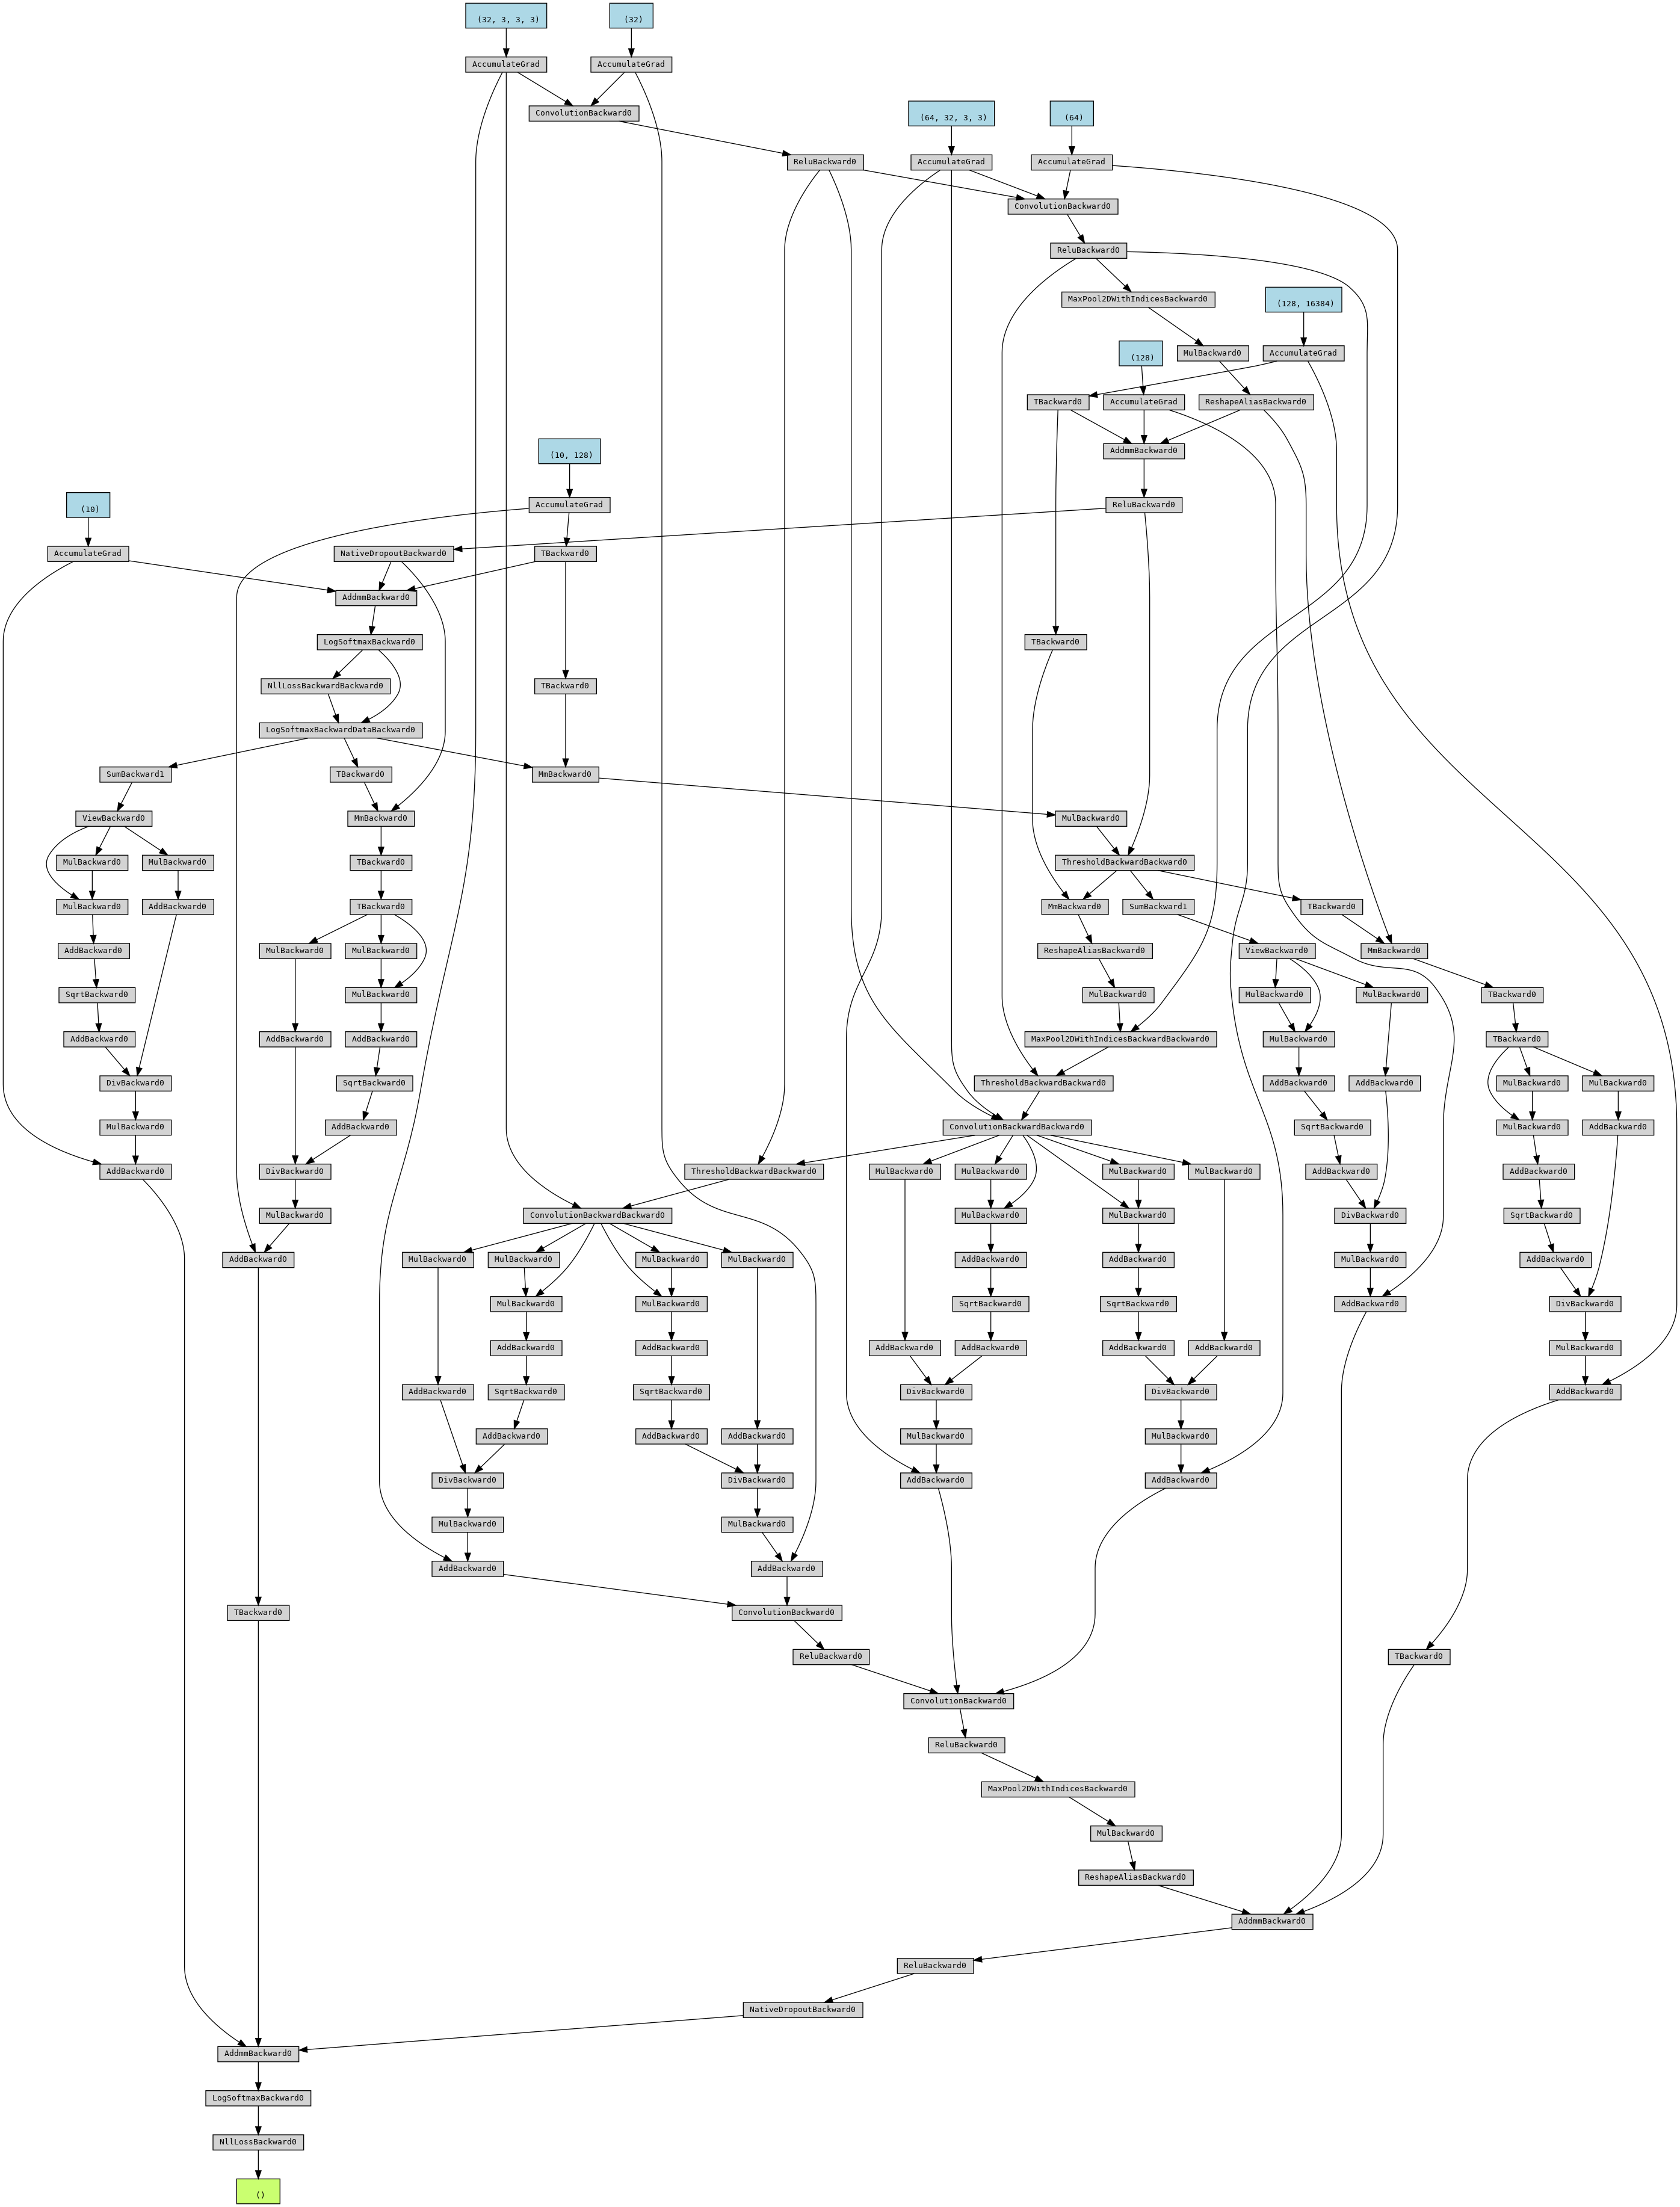 (32, 3, 3, 3)
(32)
AccumulateGrad
AccumulateGrad
ConvolutionBackward0
(64, 32, 3, 3)
(64)
ReluBackward0
AccumulateGrad
AccumulateGrad
ConvolutionBackward0
ReluBackward0
MaxPool2DWithIndicesBackward0
(128, 16384)
(128)
MulBackward0
AccumulateGrad
TBackward0
AccumulateGrad
ReshapeAliasBackward0
(10, 128)
AddmmBackward0
(10)
AccumulateGrad
ReluBackward0
AccumulateGrad
NativeDropoutBackward0
TBackward0
AddmmBackward0
LogSoftmaxBackward0
TBackward0
NllLossBackwardBackward0
TBackward0
LogSoftmaxBackwardDataBackward0
SumBackward1
TBackward0
MmBackward0
ViewBackward0
MmBackward0
MulBackward0
MulBackward0
MulBackward0
TBackward0
ThresholdBackwardBackward0
MulBackward0
AddBackward0
TBackward0
MmBackward0
SumBackward1
TBackward0
AddBackward0
MulBackward0
MulBackward0
ReshapeAliasBackward0
ViewBackward0
MmBackward0
SqrtBackward0
MulBackward0
MulBackward0
MulBackward0
MulBackward0
TBackward0
AddBackward0
AddBackward0
AddBackward0
MaxPool2DWithIndicesBackwardBackward0
MulBackward0
TBackward0
DivBackward0
SqrtBackward0
ThresholdBackwardBackward0
AddBackward0
AddBackward0
MulBackward0
MulBackward0
MulBackward0
AddBackward0
ConvolutionBackwardBackward0
SqrtBackward0
MulBackward0
AddBackward0
AddBackward0
DivBackward0
ThresholdBackwardBackward0
MulBackward0
MulBackward0
MulBackward0
MulBackward0
AddBackward0
AddBackward0
MulBackward0
ConvolutionBackwardBackward0
MulBackward0
MulBackward0
DivBackward0
SqrtBackward0
AddBackward0
MulBackward0
MulBackward0
MulBackward0
MulBackward0
AddBackward0
AddBackward0
MulBackward0
AddBackward0
MulBackward0
MulBackward0
SqrtBackward0
SqrtBackward0
AddBackward0
DivBackward0
AddBackward0
AddBackward0
AddBackward0
AddBackward0
AddBackward0
AddBackward0
MulBackward0
AddBackward0
SqrtBackward0
SqrtBackward0
DivBackward0
DivBackward0
AddBackward0
AddBackward0
AddBackward0
AddBackward0
MulBackward0
MulBackward0
DivBackward0
DivBackward0
AddBackward0
AddBackward0
MulBackward0
MulBackward0
AddBackward0
AddBackward0
TBackward0
ConvolutionBackward0
ReluBackward0
TBackward0
ConvolutionBackward0
ReluBackward0
MaxPool2DWithIndicesBackward0
MulBackward0
ReshapeAliasBackward0
AddmmBackward0
ReluBackward0
NativeDropoutBackward0
AddmmBackward0
LogSoftmaxBackward0
NllLossBackward0
()